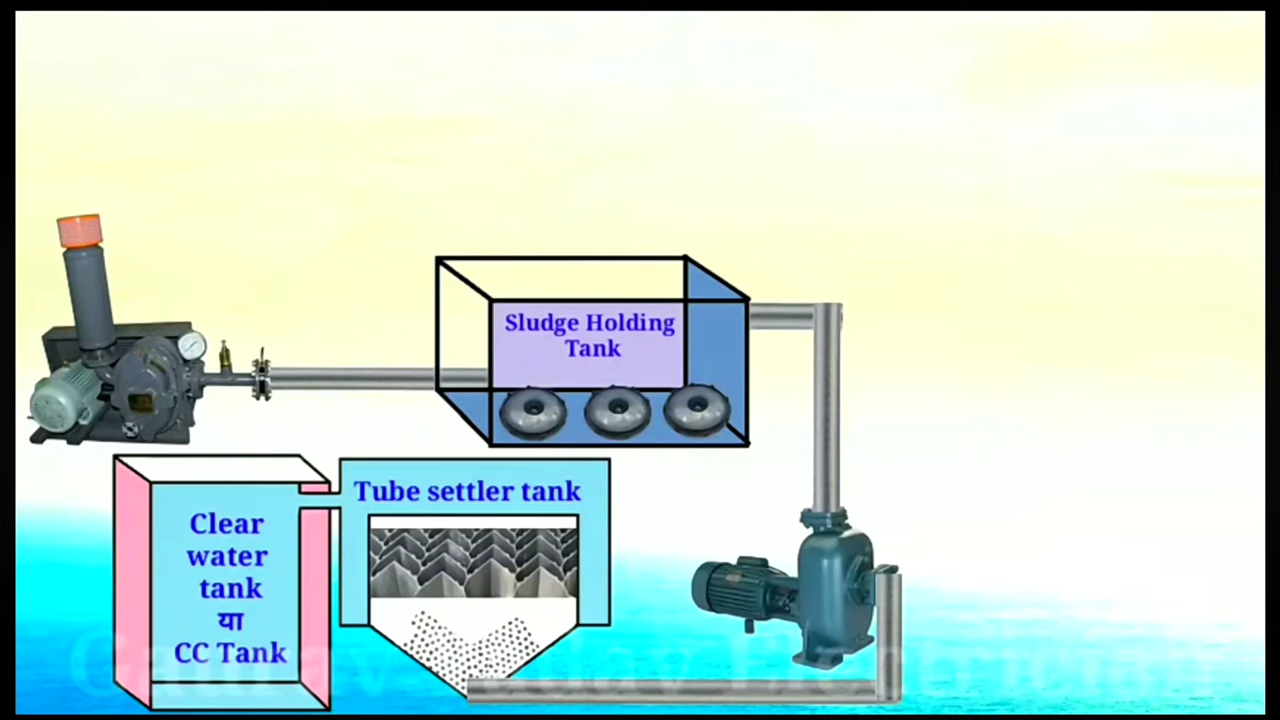 Sludge Holding
Tank
Tube settler tank
Clear
water
tank
या
CC Tank